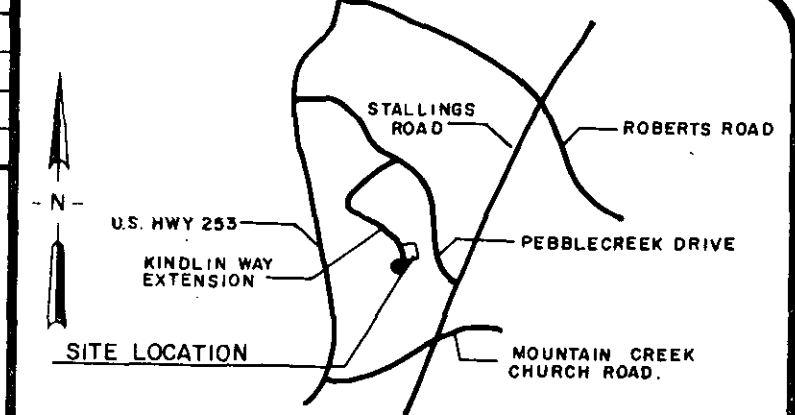 STALLINGS
ROAD
ROBERTS ROAD
- N -
U.S. HWY 253
PEBBLECREEK DRIVE
KINDLIN WAY
EXTENSION
SITE LOCATION
MOUNTAIN CREEK
CHURCH ROAD.